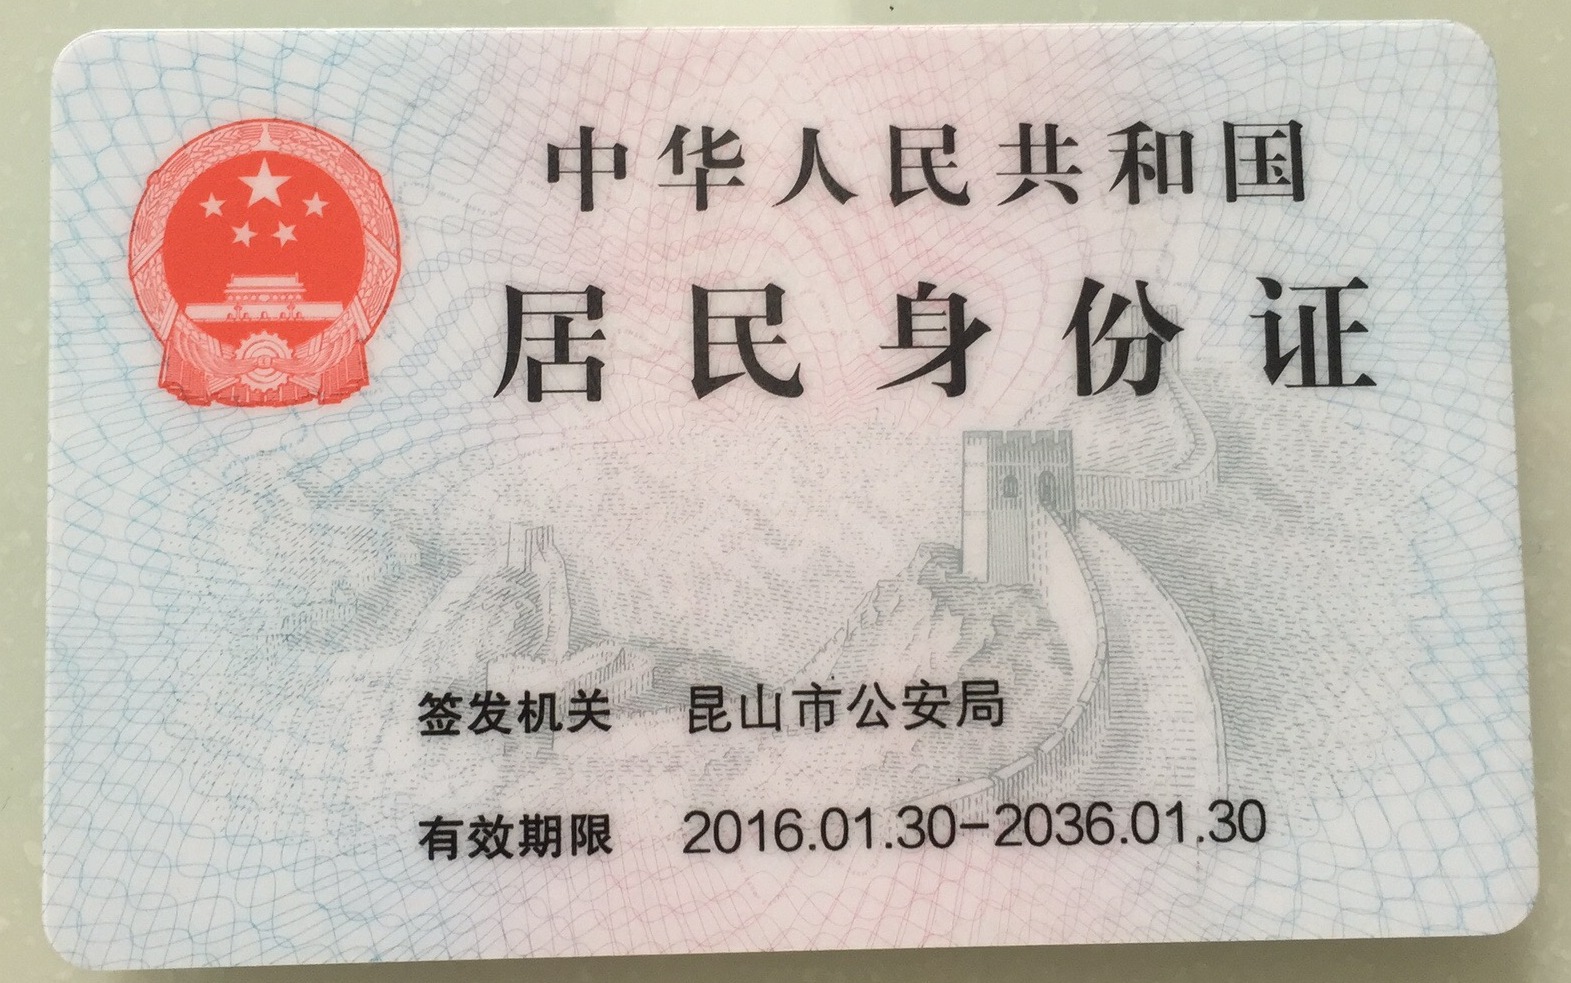 中华人民共和国
居民身份证
签发机关 昆山市公安局
有效期限 2016.01.30-2036.01.30